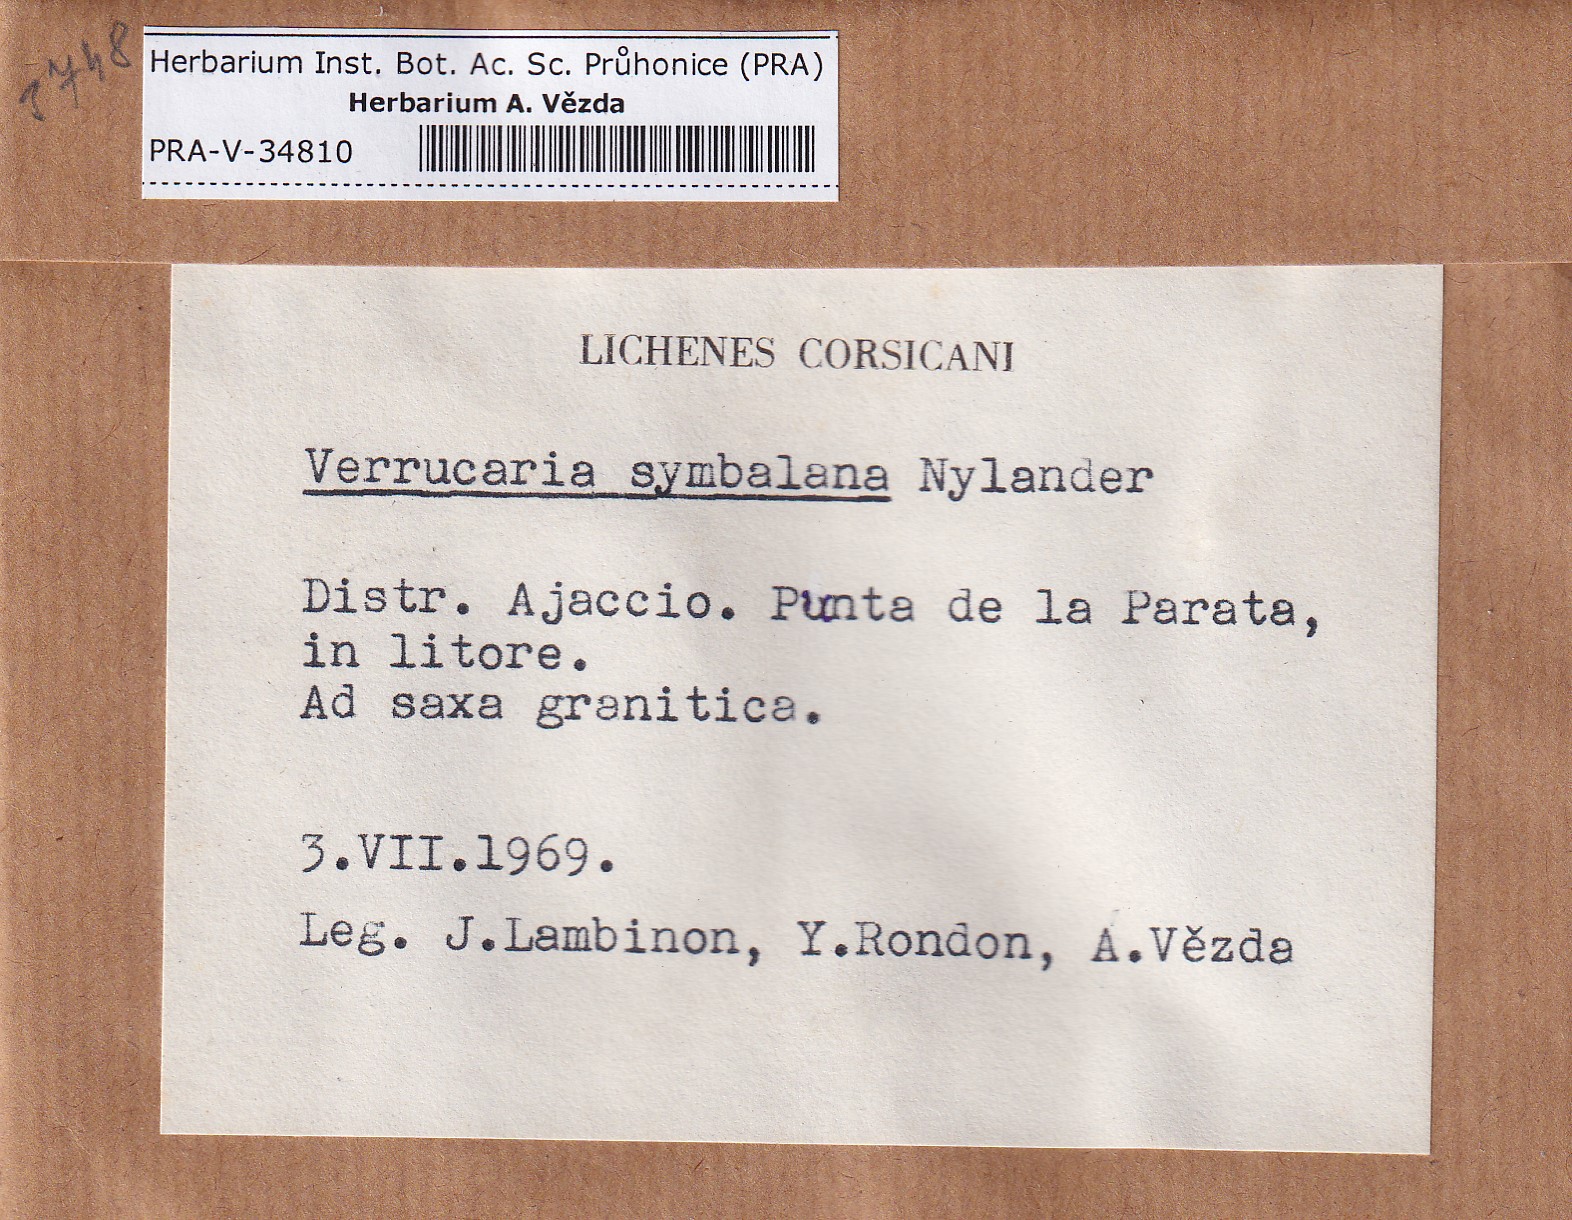 Herbarium Inst. Bot. Ac. Sc. Průhonice (PRA)
Herbarium A. Vězda
PRA-V-34810
LICHENES CORSICANI
Verrucaria symbalana Nylander
Distr. Ajaccio. Punta de la Parata,
in litore.
Ad saxa granitica.
3.VII.1969.
Leg. J.Lambinon, Y.Rondon, A.Vězda